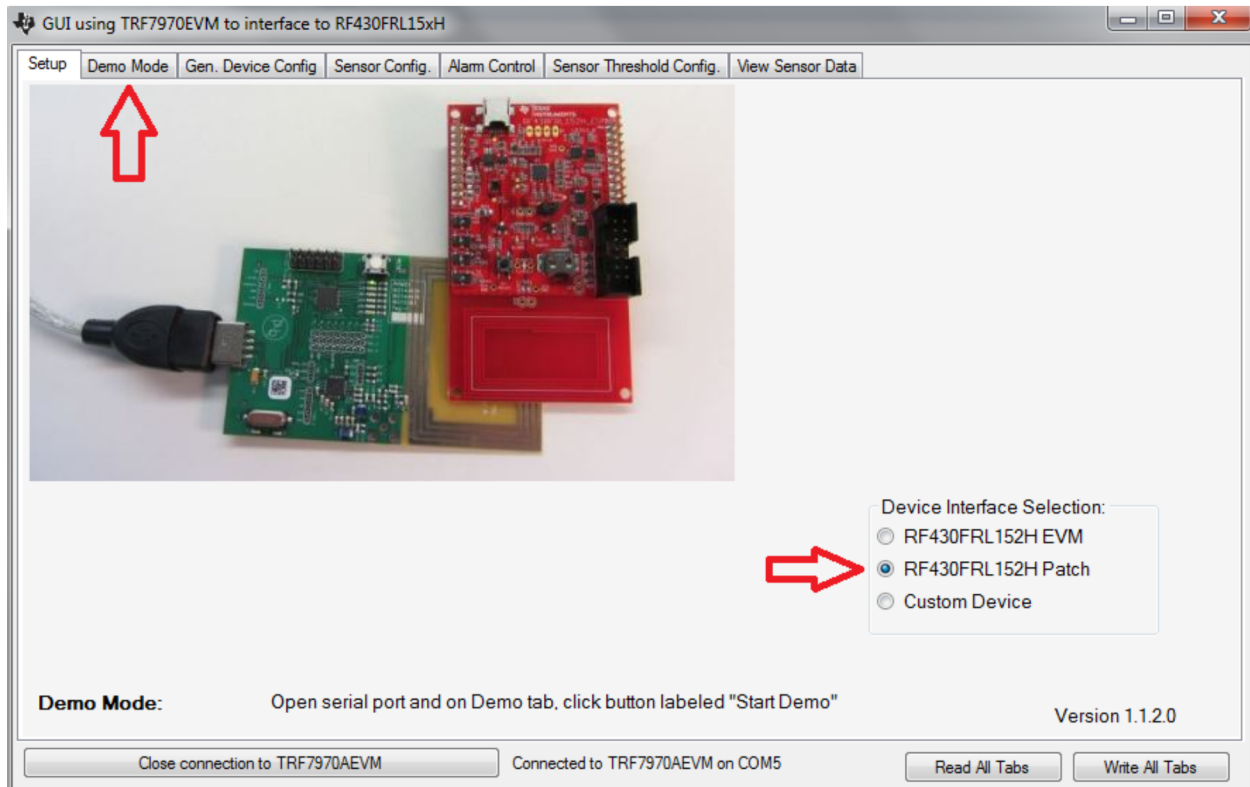 GUI using TRF7970EVM to interface to RF430FRL15xH
Setup Demo Mode Gen. Device Config Sensor Config. Alarm Control Sensor Threshold Config. View Sensor Data
TEXAS
INSTRUMENTS
Device Interface Selection:
RF430FRL152H EVM
RF430FRL152H Patch
Custom Device
Demo Mode: Open serial port and on Demo tab, click button labeled "Start Demo"
Version 1.1.2.0
Close connection to TRF7970AEVM Connected to TRF7970AEVM on COM5 Read All Tabs Write All Tabs